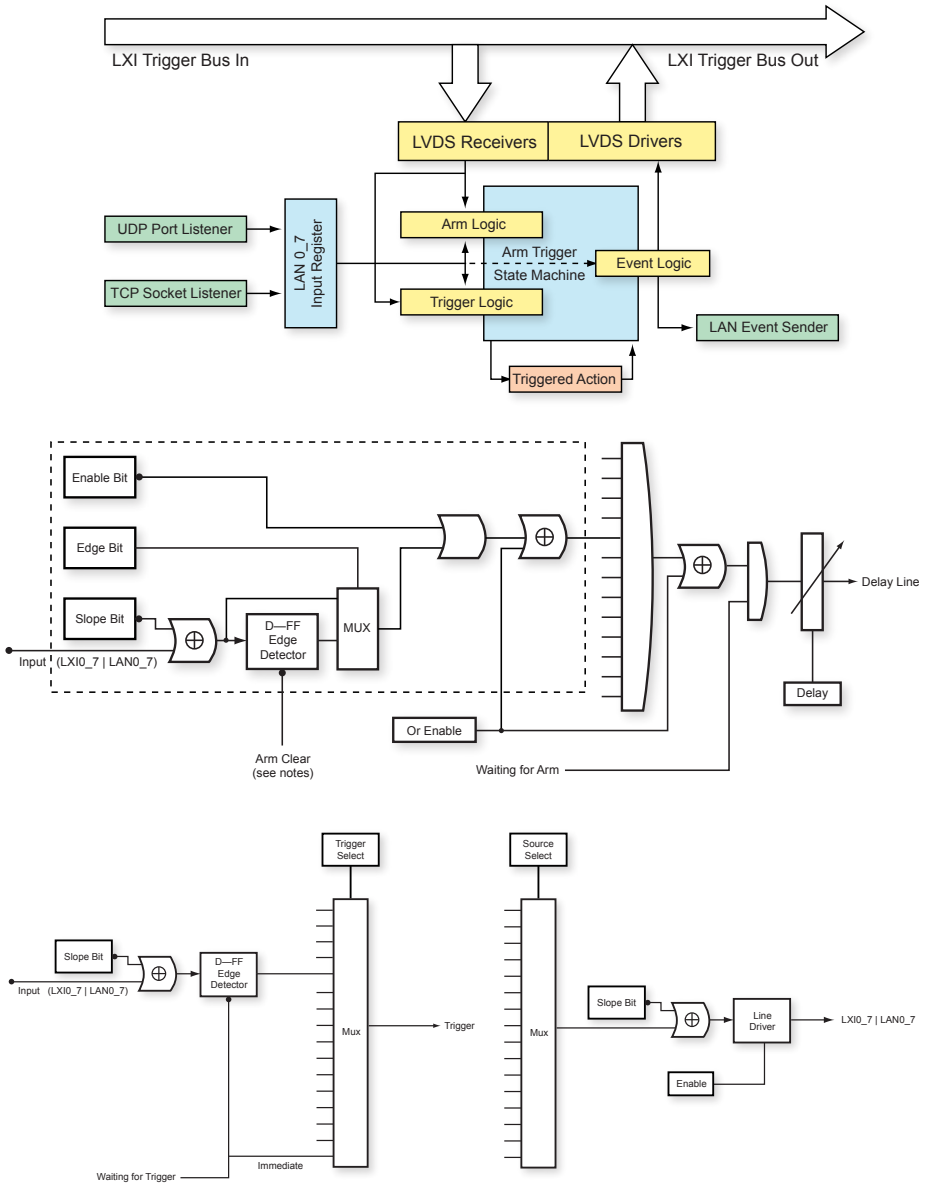 LXI Trigger Bus In
LXI Trigger Bus Out
LVDS Receivers
LVDS Drivers
UDP Port Listener
TCP Socket Listener
LAN 0_7
Input Register
Arm Logic
Arm Trigger
State Machine
Event Logic
Trigger Logic
LAN Event Sender
Triggered Action
Enable Bit
Edge Bit
Slope Bit
D—FF
Edge
Detector
MUX
Input (LXI0_7 | LAN0_7)
Delay Line
Delay
Or Enable
Arm Clear
(see notes)
Waiting for Arm
Trigger
Select
Slope Bit
D—FF
Edge
Detector
Input (LXI0_7 | LAN0_7)
Mux
Trigger
Immediate
Waiting for Trigger
Source
Select
Mux
Slope Bit
Line
Driver
LXI0_7 | LAN0_7
Enable